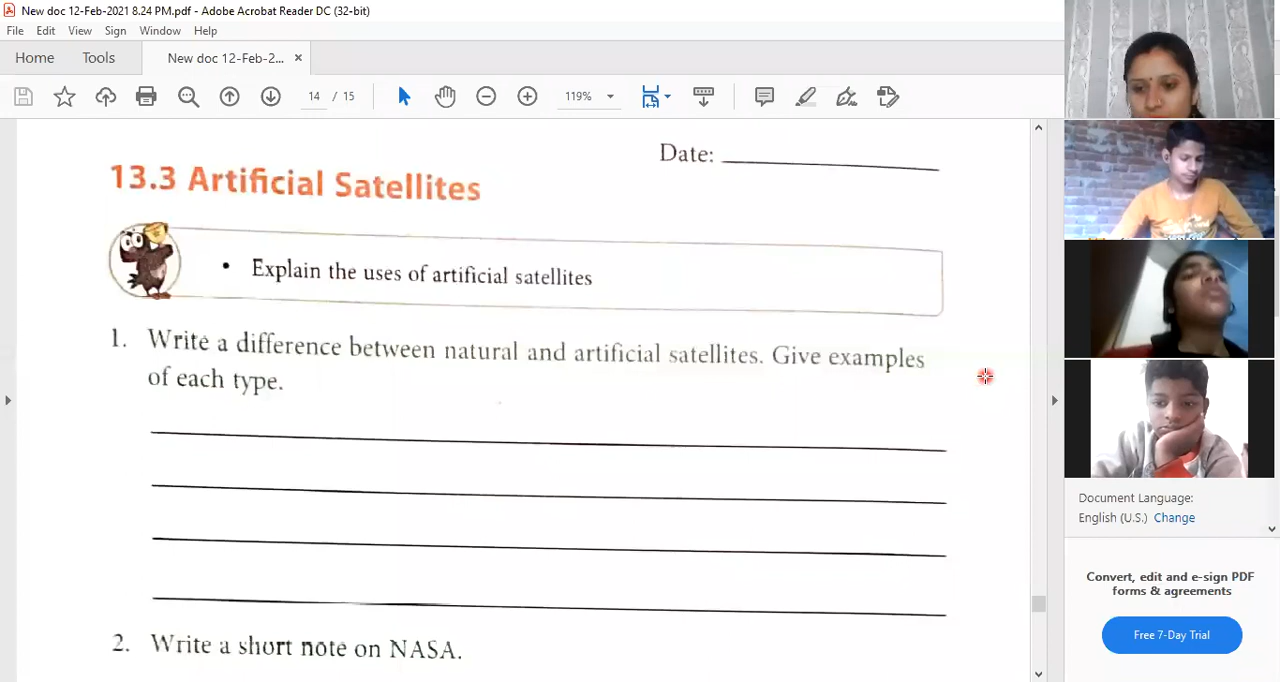 New doc 12-Feb-2021 8.24 PM.pdf - Adobe Acrobat Reader DC (32-bit)
File Edit View Sign Window Help
Home Tools New doc 12-Feb-2... ×
14 / 15 119%
Date:
13.3 Artificial Satellites
• Explain the uses of artificial satellites
1. Write a difference between natural and artificial satellites. Give examples
of each type.
2. Write a short note on NASA.
Document Language:
English (U.S.) Change
Convert, edit and e-sign PDF
forms & agreements
Free 7-Day Trial